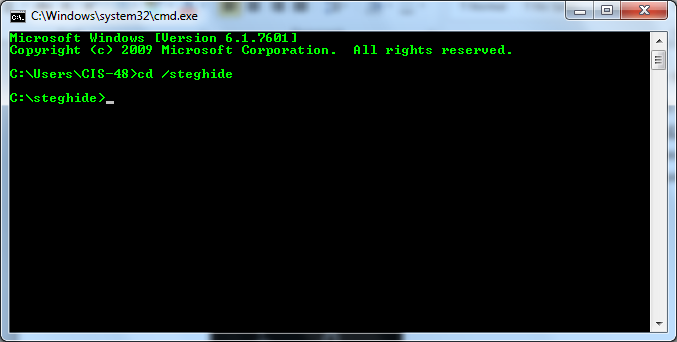 C:\Windows\system32\cmd.exe
Microsoft Windows [Version 6.1.7601]
Copyright (c) 2009 Microsoft Corporation.  All rights reserved.
C:\Users\CIS-48>cd /steghide
C:\steghide>